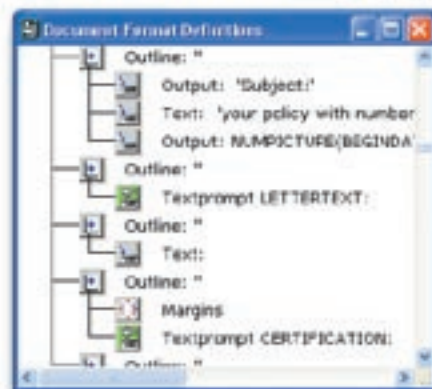 Document Format Definitions
Outline: "
Output: 'Subject:'
Text: 'your policy with number
Output: NUMPICTURE(BEGINDA
Outline: "
Textprompt LETTERTEXT:
Outline: "
Text:
Outline: "
Margins
Textprompt CERTIFICATION:
Outline: "